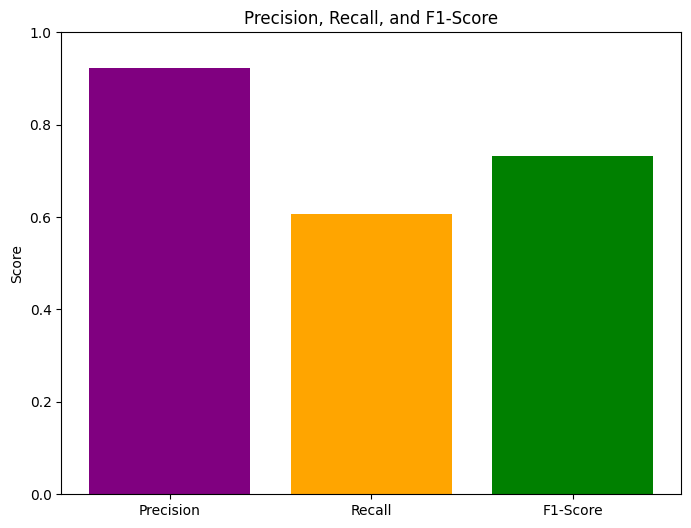 Precision, Recall, and F1-Score
1.0
0.8
0.6
0.4
0.2
0.0
Score
Precision
Recall
F1-Score